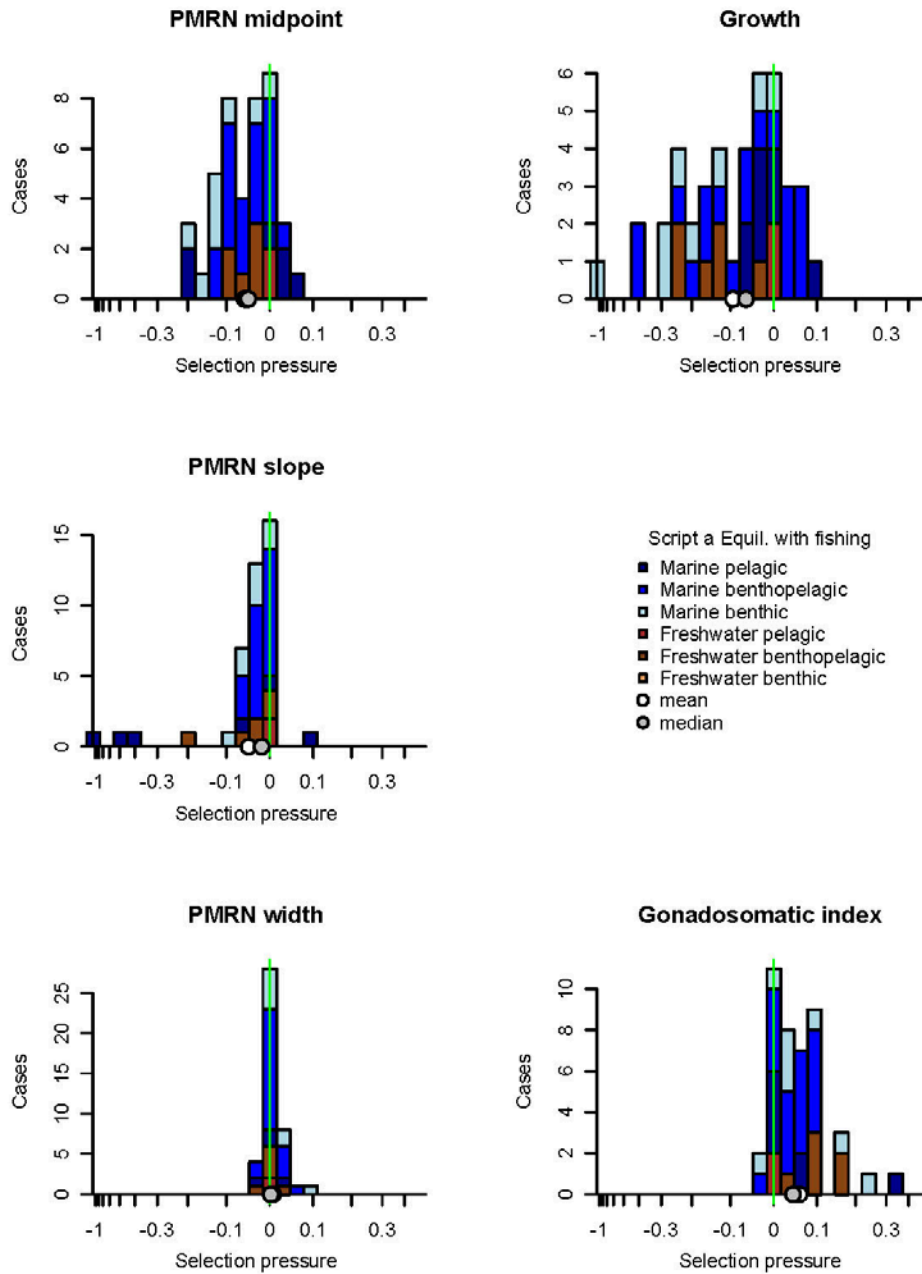 PMRN midpoint
Cases
8
6
4
2
0
-1 -0.3 -0.1 0 0.1 0.3
Selection pressure
Growth
Cases
6
5
4
3
2
1
0
-1 -0.3 -0.1 0 0.1 0.3
Selection pressure
PMRN slope
Cases
15
10
5
0
-1 -0.3 -0.1 0 0.1 0.3
Selection pressure
Script a Equil. with fishing
Marine pelagic
Marine benthopelagic
Marine benthic
Freshwater pelagic
Freshwater benthopelagic
Freshwater benthic
mean
median
PMRN width
Cases
25
20
15
10
5
0
-1 -0.3 -0.1 0 0.1 0.3
Selection pressure
Gonadosomatic index
Cases
10
8
6
4
2
0
-1 -0.3 -0.1 0 0.1 0.3
Selection pressure